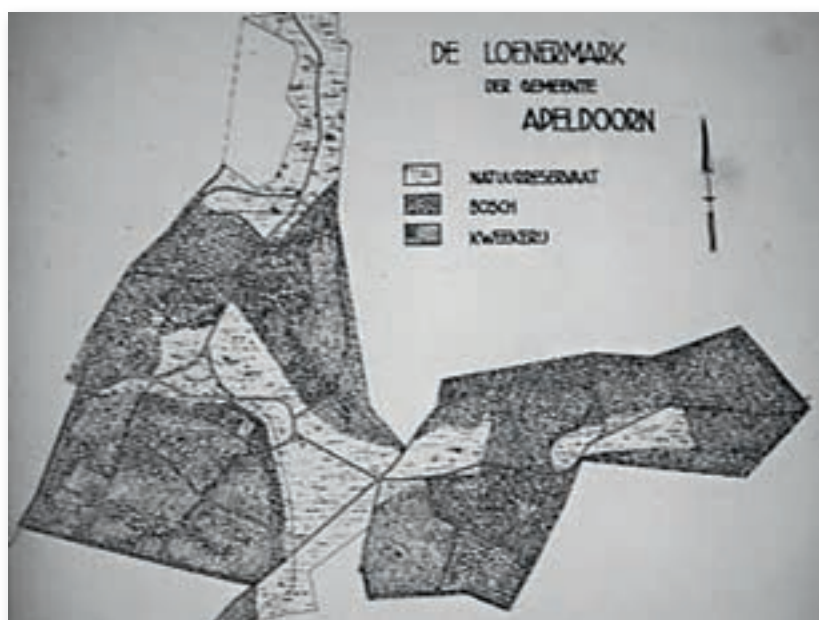 DE LOENERMARK
DER GEMEENTE
APELDOORN
NATUURRESERVAAT
BOSCH
KWEEKERIJ